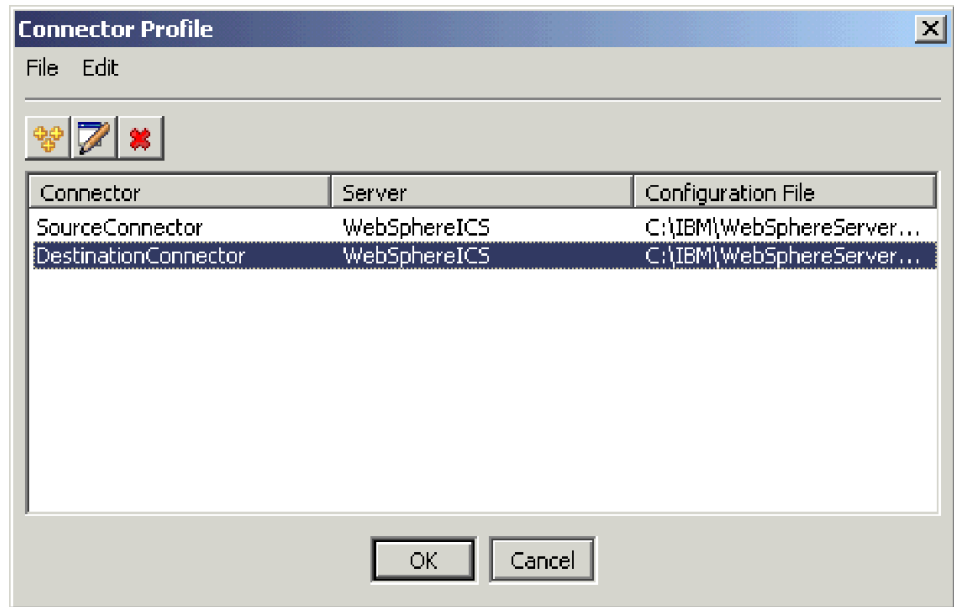 Connector Profile
File Edit
Connector Server Configuration File
SourceConnector WebSphereICS C:\IBM\WebSphereServer...
DestinationConnector WebSphereICS C:\IBM\WebSphereServer...
OK Cancel